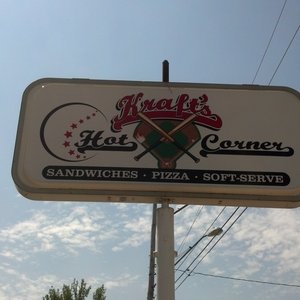 Kraft's
Hot Corner
SANDWICHES · PIZZA · SOFT-SERVE